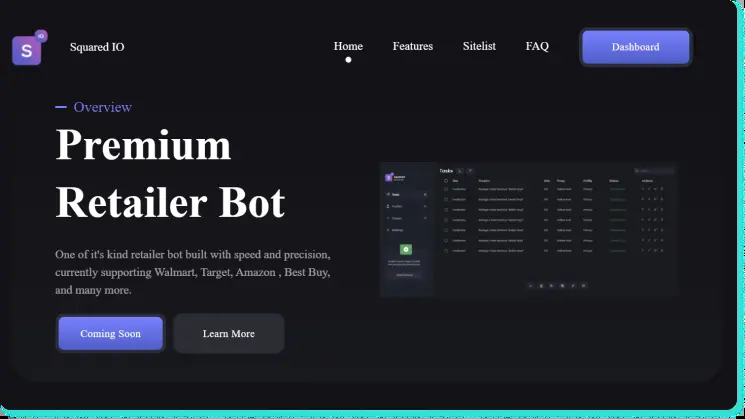 S IO
Squared IO
Home Features Sitelist FAQ Dashboard
Overview
Premium
Retailer Bot
One of it's kind retailer bot built with speed and precision,
currently supporting Walmart, Target, Amazon , Best Buy,
and many more.
Coming Soon Learn More
Tasks